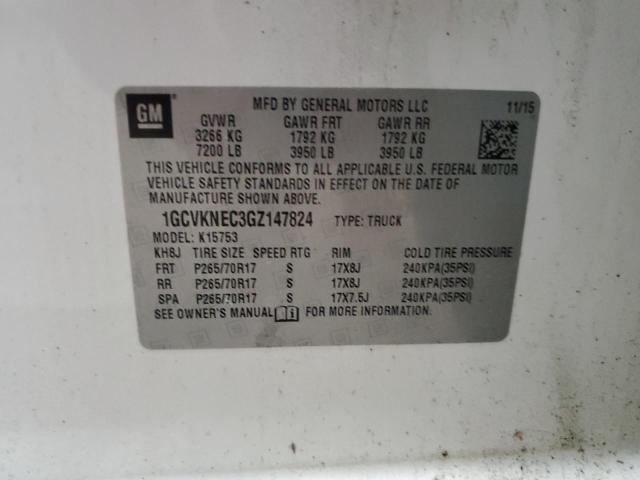 GM
MFD BY GENERAL MOTORS LLC 11/15
GVWR GAWR FRT GAWR RR
3266 KG 1792 KG 1792 KG
7200 LB 3950 LB 3950 LB
THIS VEHICLE CONFORMS TO ALL APPLICABLE U.S. FEDERAL MOTOR
VEHICLE SAFETY STANDARDS IN EFFECT ON THE DATE OF
MANUFACTURE SHOWN ABOVE.
1GCVKNEC3GZ147824 TYPE: TRUCK
MODEL: K15753
KH8J TIRE SIZE SPEED RTG RIM COLD TIRE PRESSURE
FRT P265/70R17 S 17X8J 240KPA(35PSI)
RR P265/70R17 S 17X8J 240KPA(35PSI)
SPA P265/70R17 S 17X7.5J 240KPA(35PSI)
SEE OWNER'S MANUAL FOR MORE INFORMATION.